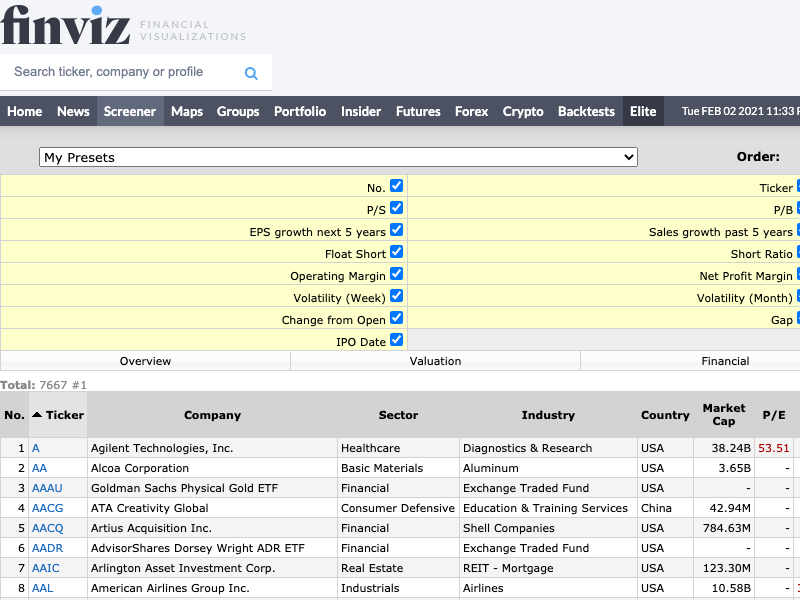 finviz FINANCIAL
VISUALIZATIONS
Search ticker, company or profile
Home News Screener Maps Groups Portfolio Insider Futures Forex Crypto Backtests Elite Tue FEB 02 2021 11:33
My Presets Order:
No. Ticker
P/S P/B
EPS growth next 5 years Sales growth past 5 years
Float Short Short Ratio
Operating Margin Net Profit Margin
Volatility (Week) Volatility (Month)
Change from Open Gap
IPO Date
Overview Valuation Financial
Total: 7667 #1
No. Ticker Company Sector Industry Country Market Cap P/E
1 A Agilent Technologies, Inc. Healthcare Diagnostics & Research USA 38.24B 53.51
2 AA Alcoa Corporation Basic Materials Aluminum USA 3.65B -
3 AAAU Goldman Sachs Physical Gold ETF Financial Exchange Traded Fund USA - -
4 AACG ATA Creativity Global Consumer Defensive Education & Training Services China 42.94M -
5 AACQ Artius Acquisition Inc. Financial Shell Companies USA 784.63M -
6 AADR AdvisorShares Dorsey Wright ADR ETF Financial Exchange Traded Fund USA - -
7 AAIC Arlington Asset Investment Corp. Real Estate REIT - Mortgage USA 123.30M -
8 AAL American Airlines Group Inc. Industrials Airlines USA 10.58B -